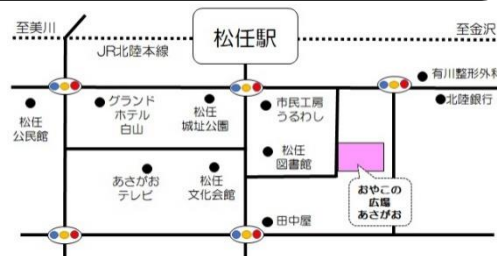 至美川
至金沢
松任駅
JR北陸本線
有川整形外科
北陸銀行
グランド
ホテル
白山
松任
城址公園
市民工房
うるわし
松任
公民館
松任
図書館
あさがお
テレビ
松任
文化会館
おやこの
広場
あさがお
田中屋